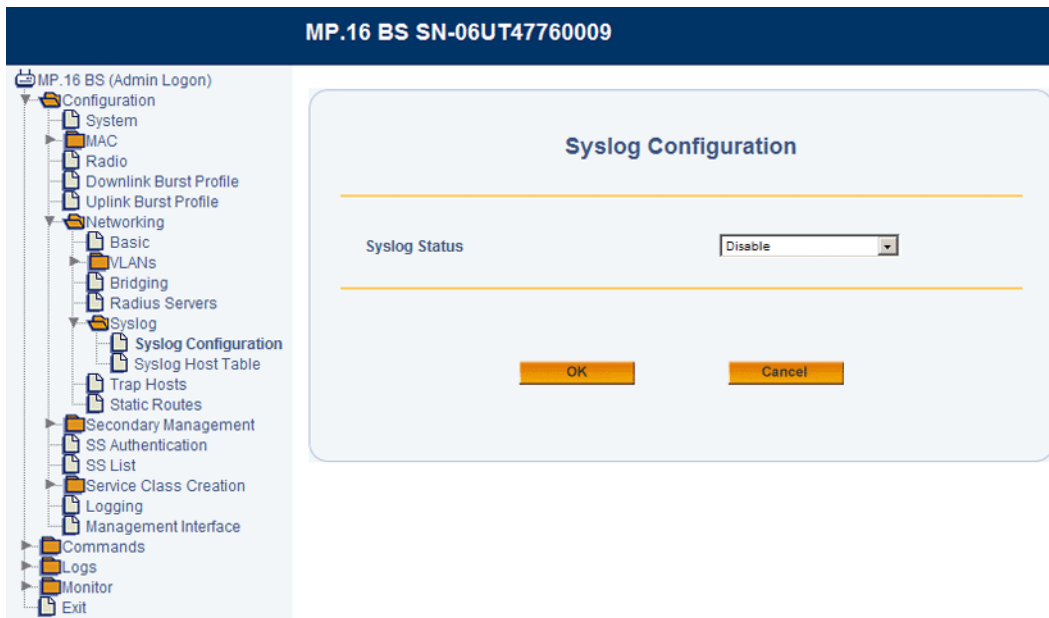 MP.16 BS SN-06UT47760009
MP.16 BS (Admin Logon)
Configuration
System
MAC
Radio
Downlink Burst Profile
Uplink Burst Profile
Networking
Basic
VLANs
Bridging
Radius Servers
Syslog
Syslog Configuration
Syslog Host Table
Trap Hosts
Static Routes
Secondary Management
SS Authentication
SS List
Service Class Creation
Logging
Management Interface
Commands
Logs
Monitor
Exit
Syslog Configuration
Syslog Status Disable
OK Cancel